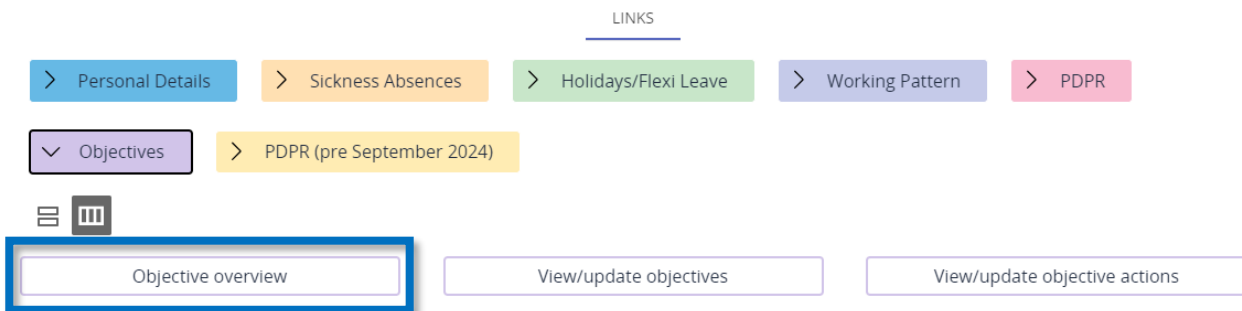 LINKS
Personal Details Sickness Absences Holidays/Flexi Leave Working Pattern PDPR
Objectives PDPR (pre September 2024)
Objective overview View/update objectives View/update objective actions